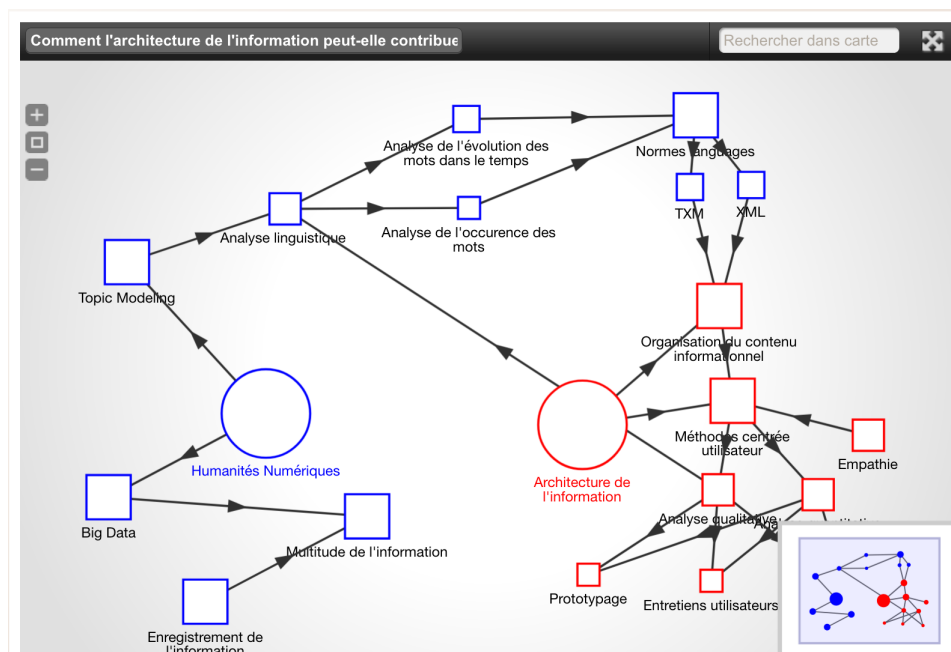 Comment l'architecture de l'information peut-elle contribue
Rechercher dans carte
Analyse de l'évolution des
mots dans le temps
Normes languages
TXM
XML
Analyse linguistique
Analyse de l'occurence des
mots
Topic Modeling
Organisation du contenu
informationnel
Méthodes centrée
utilisateur
Empathie
Humanités Numériques
Architecture de
l'information
Big Data
Analyse qualitative
Multitude de l'information
Prototypage
Entretiens utilisateurs
Enregistrement de
l'information